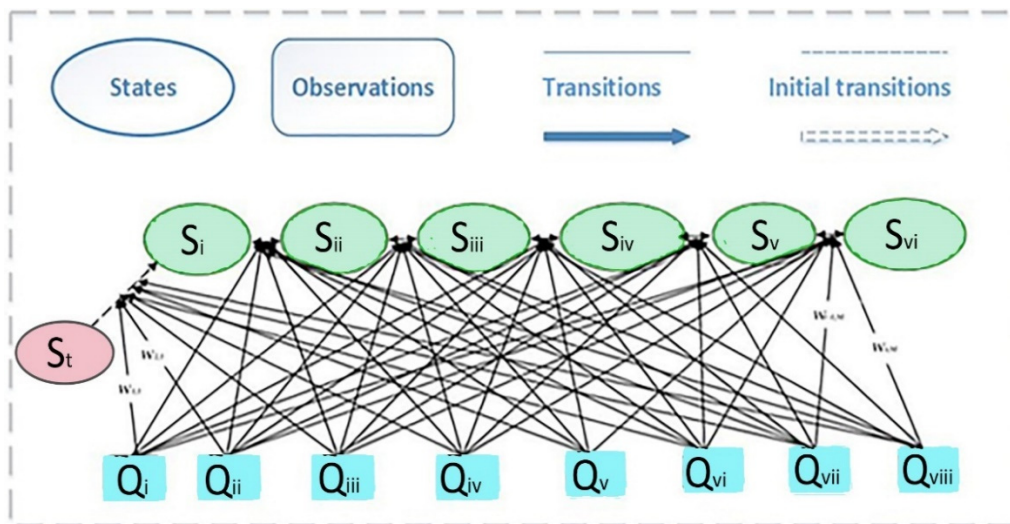 States
Observations
Transitions
Initial transitions
Si
Sii
Siii
Siv
Sv
Svi
St
Qi
Qii
Qiii
Qiv
Qv
Qvi
Qvii
Qviii